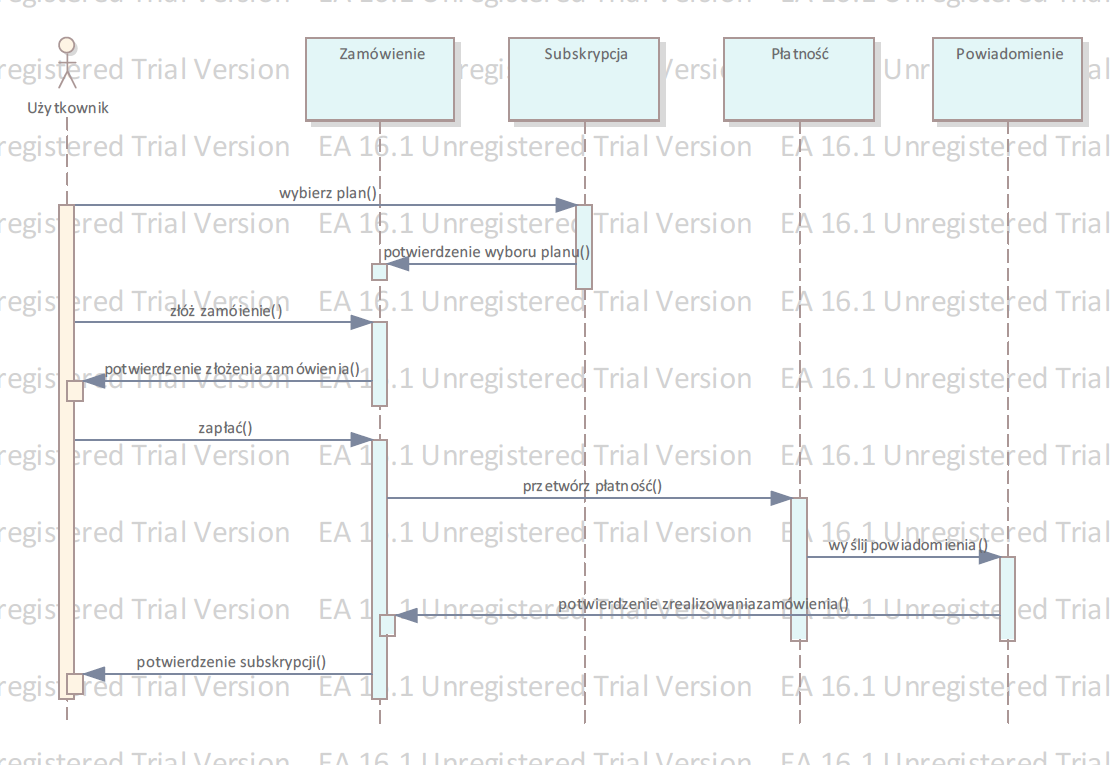 Użytkownik
Zamówienie
Subskrypcja
Płatność
Powiadomienie
wybierz plan()
potwierdzenie wyboru planu()
złóż zamóienie()
potwierdzenie złożenia zamówienia()
zapłać()
przetwórz płatność()
wyślij powiadomienia()
potwierdzenie zrealizowaniazamówienia()
potwierdzenie subskrypcji()
EA 16.1 Unregistered Trial Version